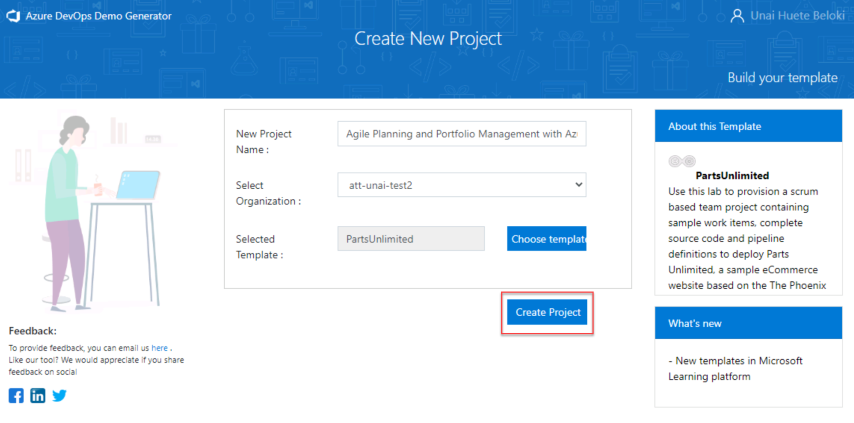 Azure DevOps Demo Generator
Unai Huete Beloki
Create New Project
Build your template
New Project
Name :
Agile Planning and Portfolio Management with Az
Select
Organization :
att-unai-test2
Selected
Template :
PartsUnlimited
Choose template
Create Project
About this Template
PartsUnlimited
Use this lab to provision a scrum
based team project containing
sample work items, complete
source code and pipeline
definitions to deploy Parts
Unlimited, a sample eCommerce
website based on the The Phoenix
What's new
- New templates in Microsoft
Learning platform
Feedback:
To provide feedback, you can email us here .
Like our tool? We would appreciate if you share
feedback on social